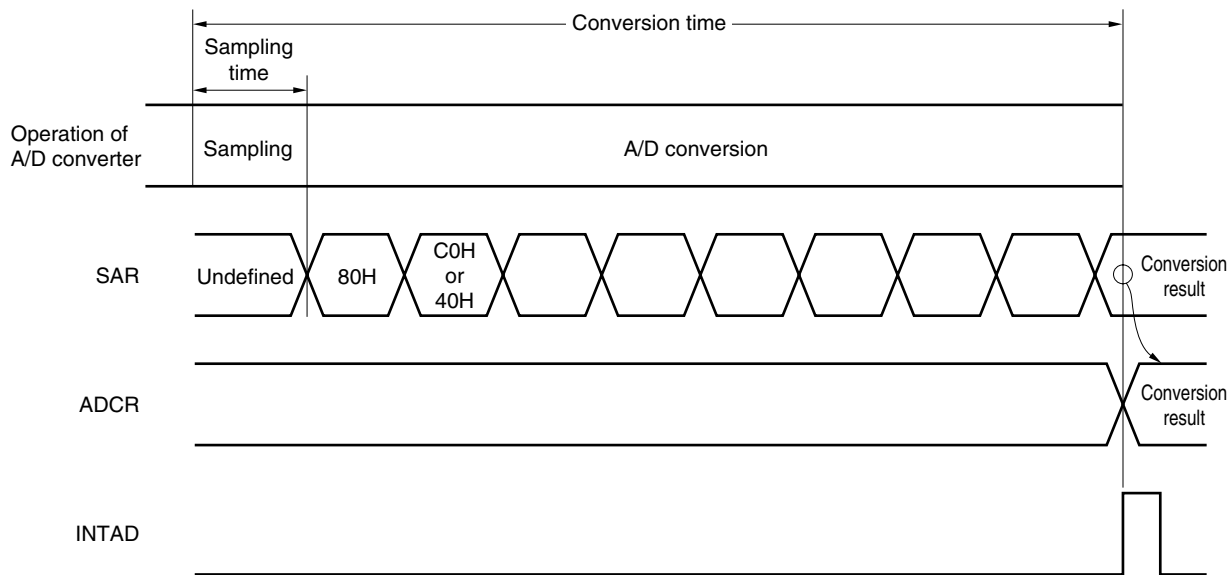 Conversion time
Sampling
time
Operation of
A/D converter
Sampling
A/D conversion
SAR
Undefined
80H
C0H
or
40H
Conversion
result
ADCR
Conversion
result
INTAD